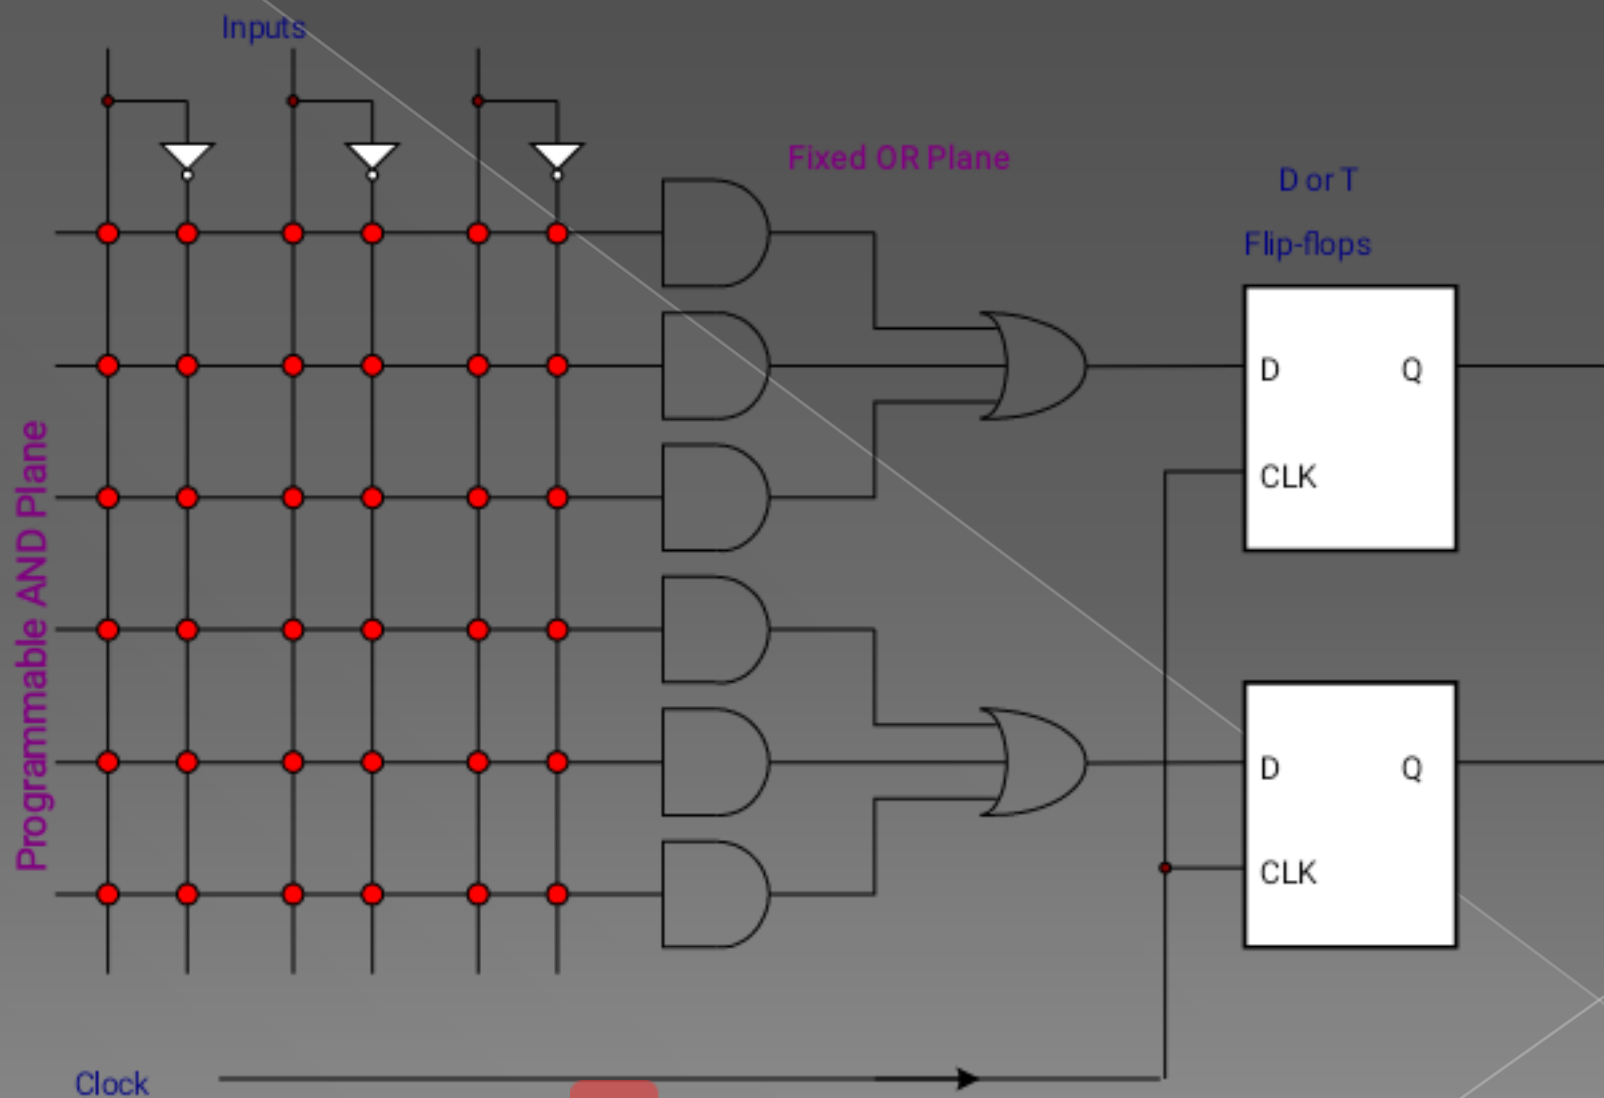 Inputs
Fixed OR Plane
D or T
Flip-flops
D
Q
CLK
Programmable AND Plane
D
Q
CLK
Clock